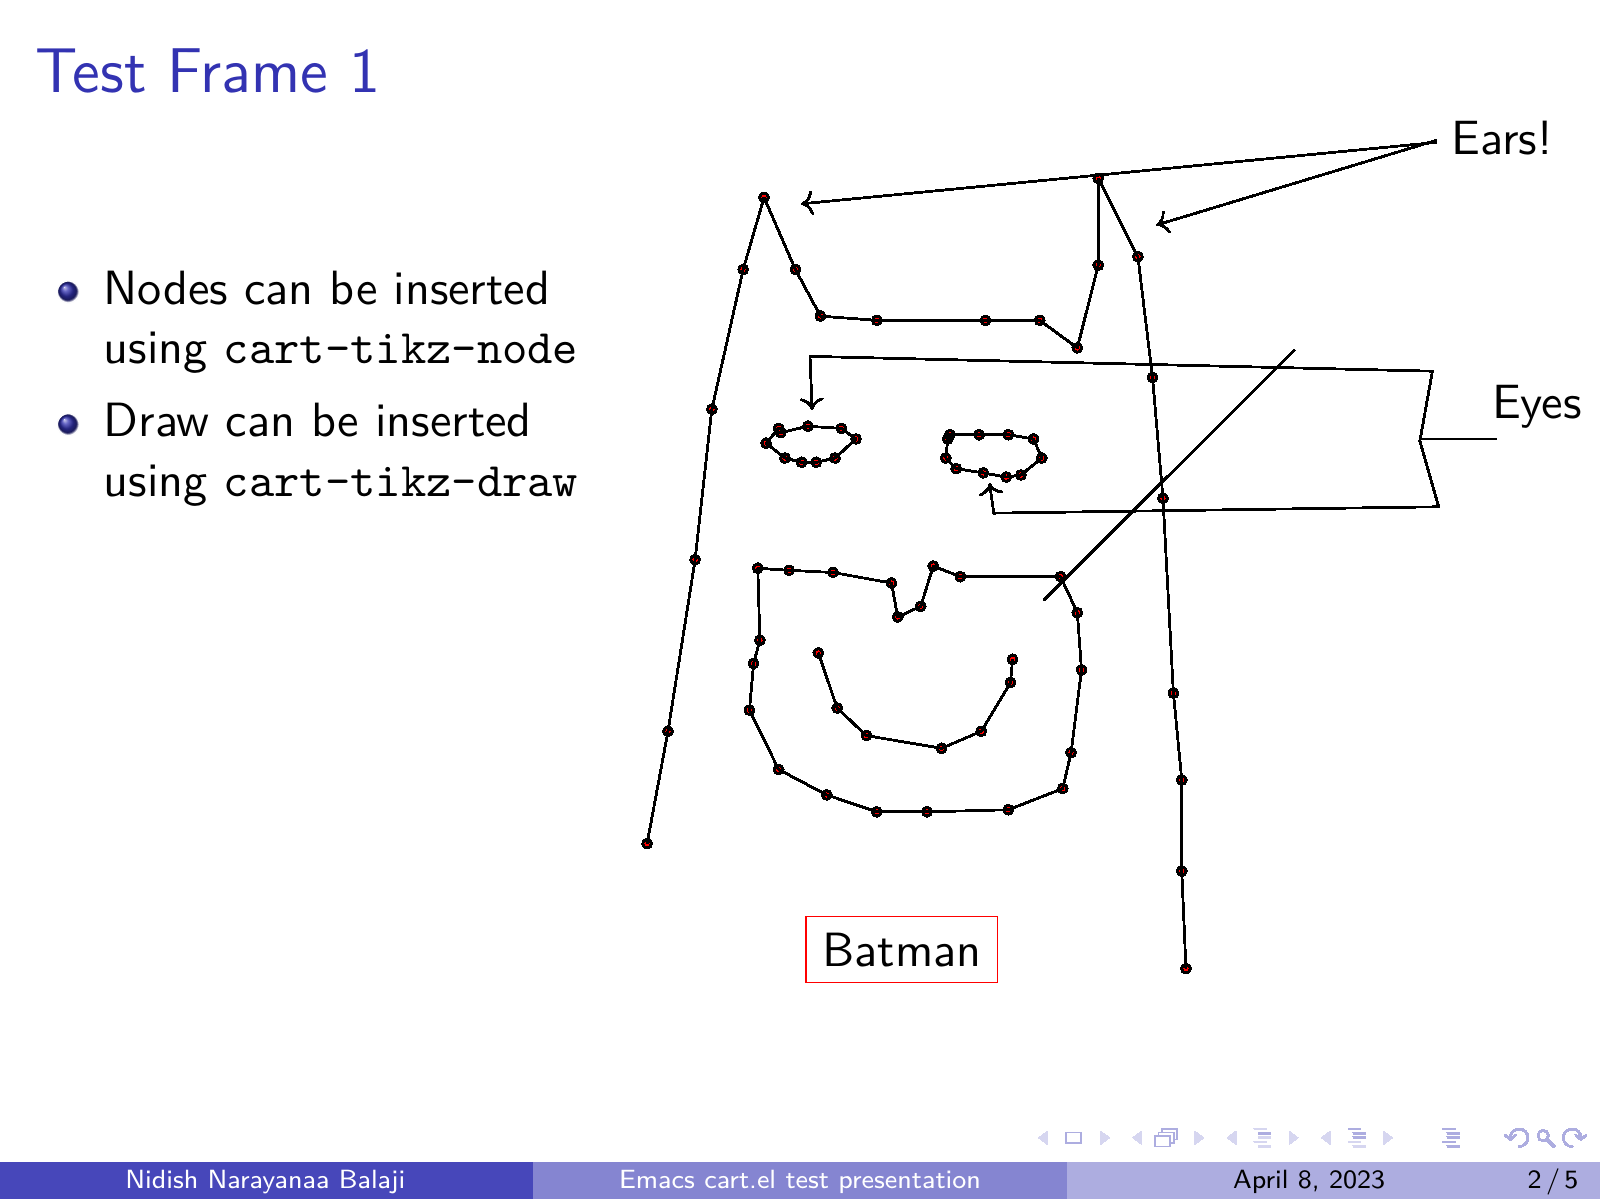 Test Frame 1
Ears!
Nodes can be inserted
using cart-tikz-node
Draw can be inserted
using cart-tikz-draw
Eyes
Batman
Nidish Narayanaa Balaji
Emacs cart.el test presentation
April 8, 2023
2 / 5